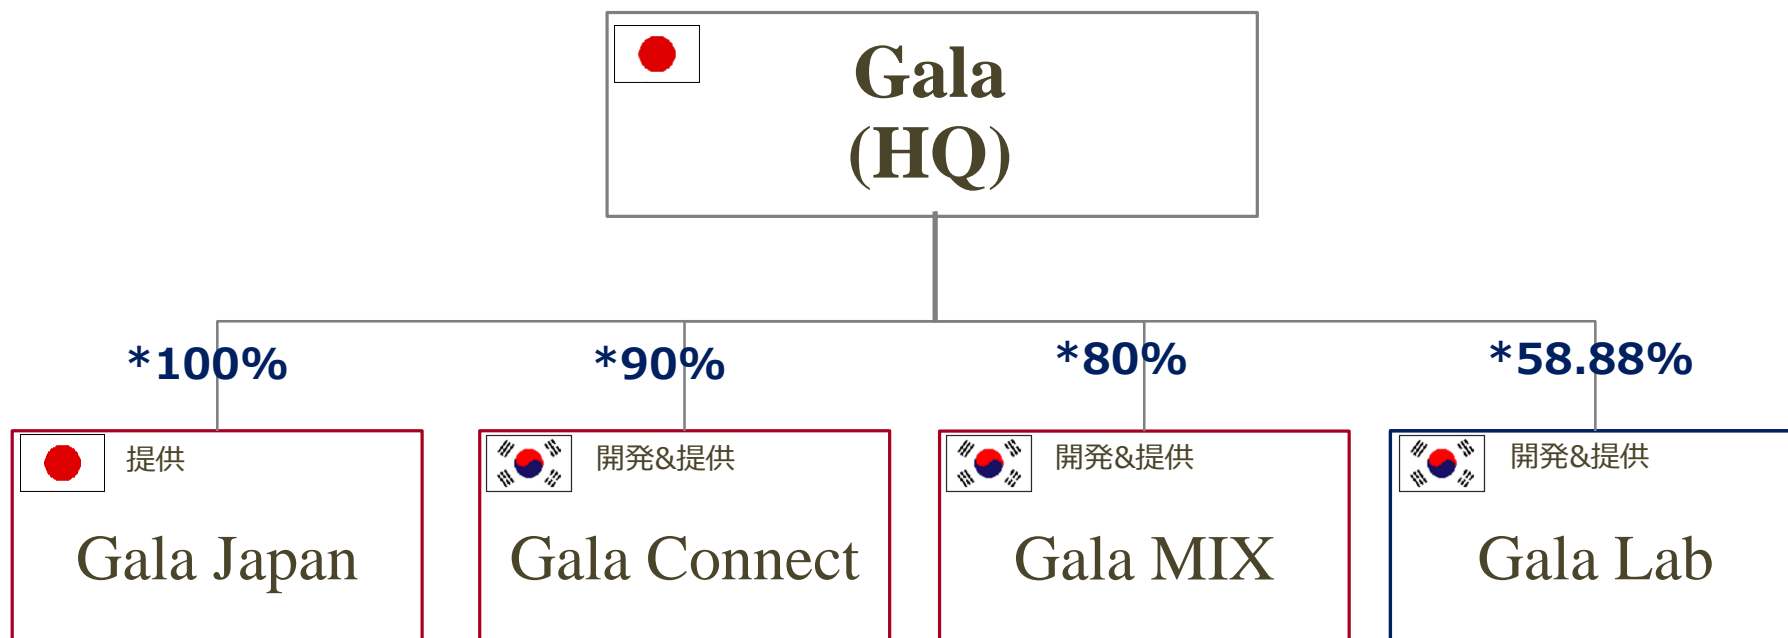 Gala
(HQ)
*100%
*90%
*80%
*58.88%
提供
開発&提供
開発&提供
開発&提供
Gala Japan
Gala Connect
Gala MIX
Gala Lab